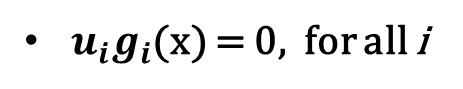 • uᵢgᵢ(x) = 0, for all i